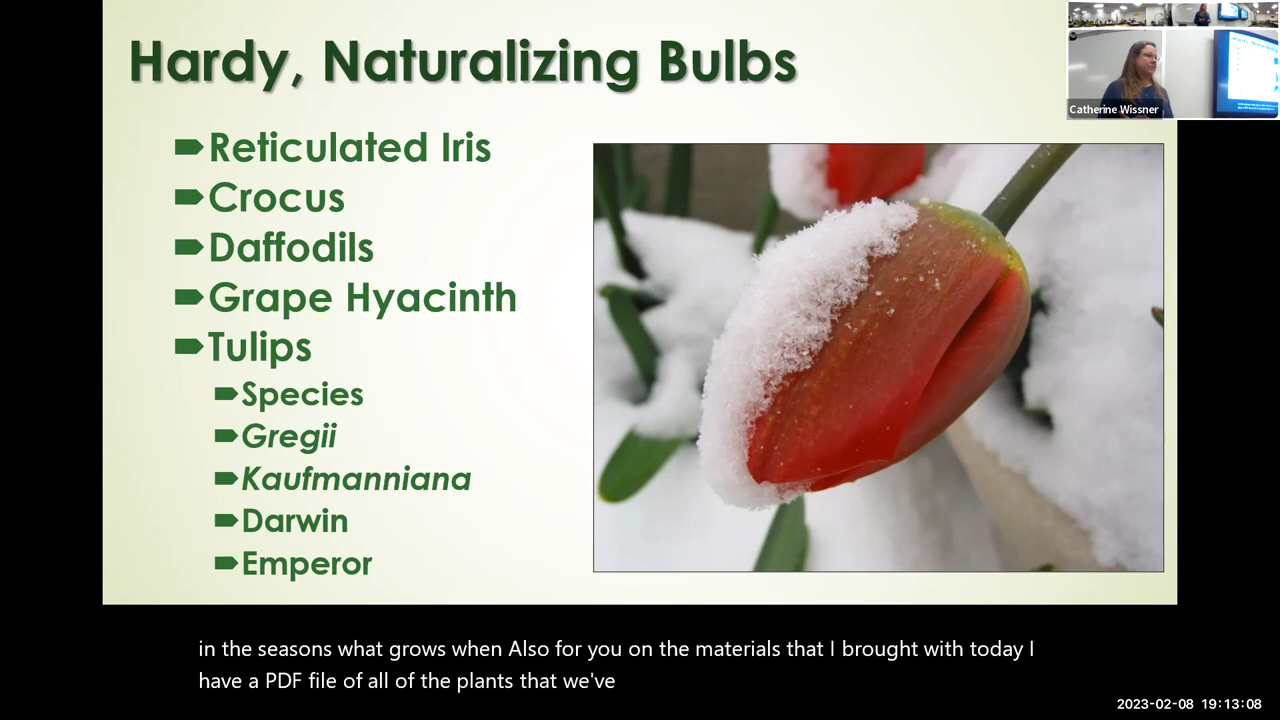 Hardy, Naturalizing Bulbs
Reticulated Iris
Crocus
Daffodils
Grape Hyacinth
Tulips
Species
Gregii
Kaufmanniana
Darwin
Emperor
Catherine Wissner
in the seasons what grows when Also for you on the materials that I brought with today I
have a PDF file of all of the plants that we've
2023-02-08 19:13:08